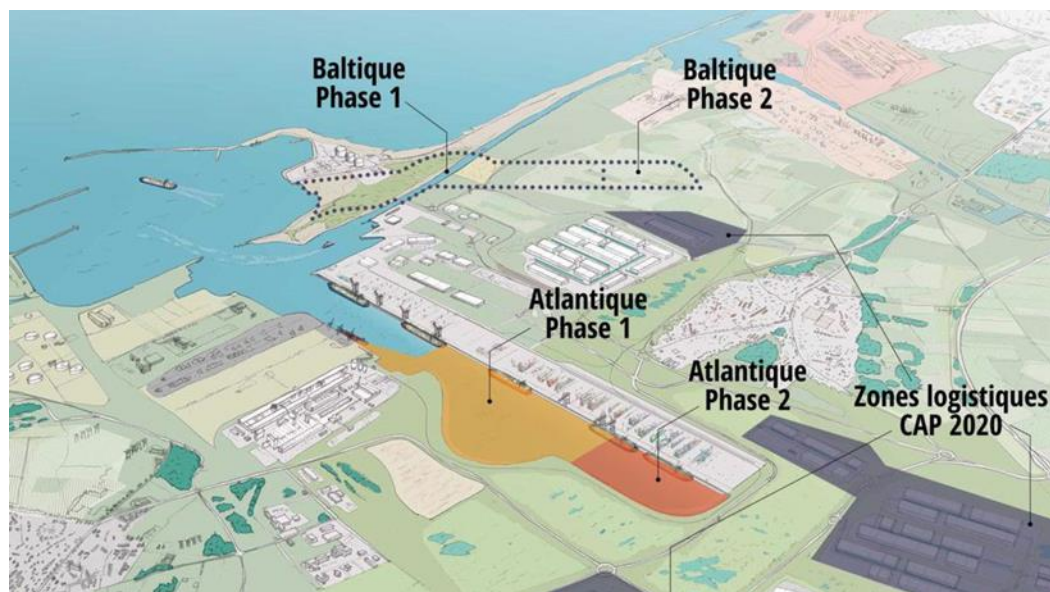 Baltique
Phase 1
Baltique
Phase 2
Atlantique
Phase 1
Atlantique
Phase 2
Zones logistiques
CAP 2020